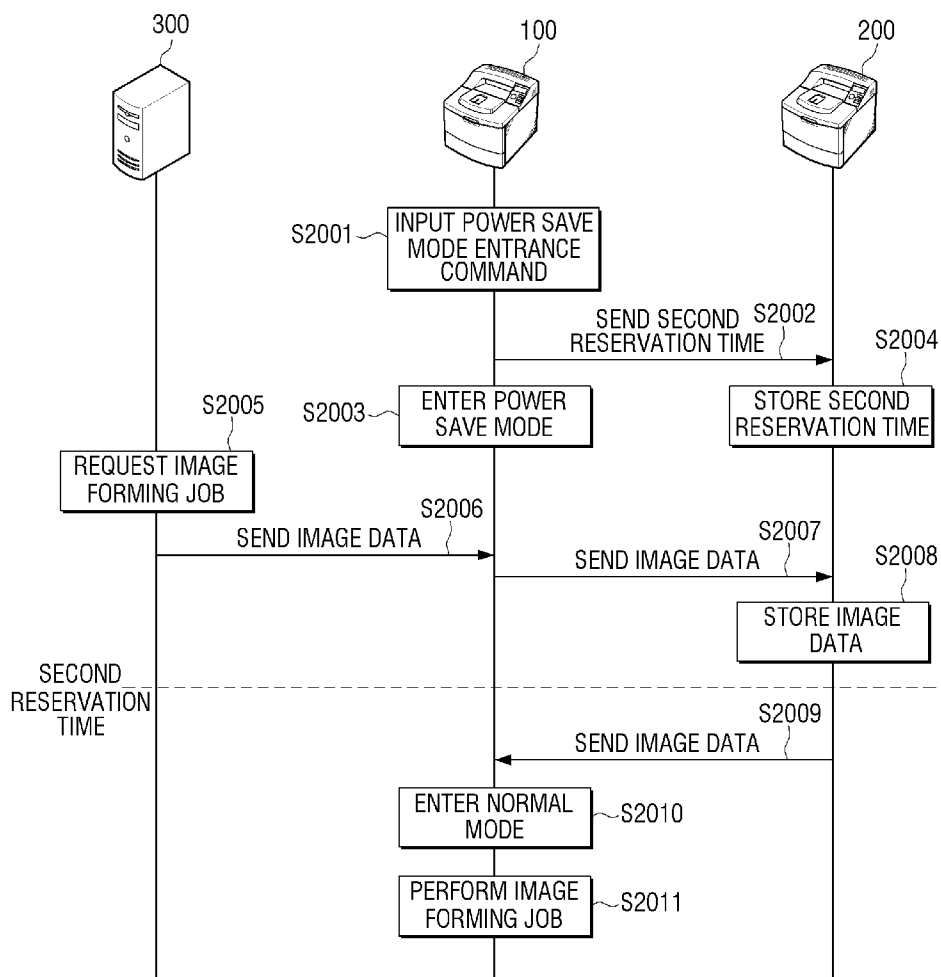 300
100
200
S2001
INPUT POWER SAVE
MODE ENTRANCE
COMMAND
SEND SECOND
RESERVATION TIME
S2002
S2004
S2003
ENTER POWER
SAVE MODE
STORE SECOND
RESERVATION TIME
S2005
REQUEST IMAGE
FORMING JOB
SEND IMAGE DATA
S2006
SEND IMAGE DATA
S2007
S2008
STORE IMAGE
DATA
SECOND
RESERVATION
TIME
SEND IMAGE DATA
S2009
ENTER NORMAL
MODE
S2010
PERFORM IMAGE
FORMING JOB
S2011